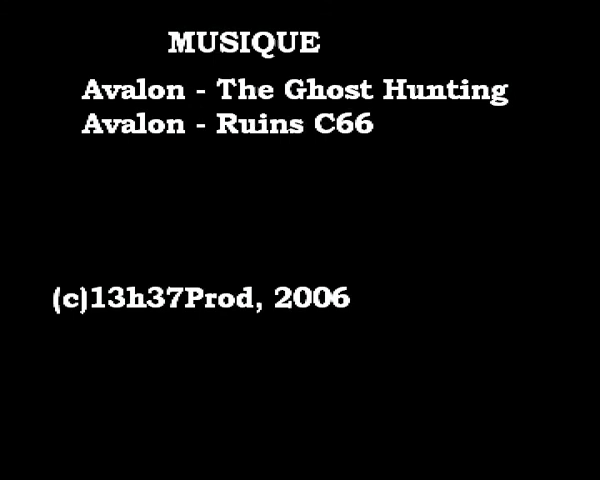 MUSIQUE
Avalon - The Ghost Hunting
Avalon - Ruins C66
(c)13h37Prod, 2006